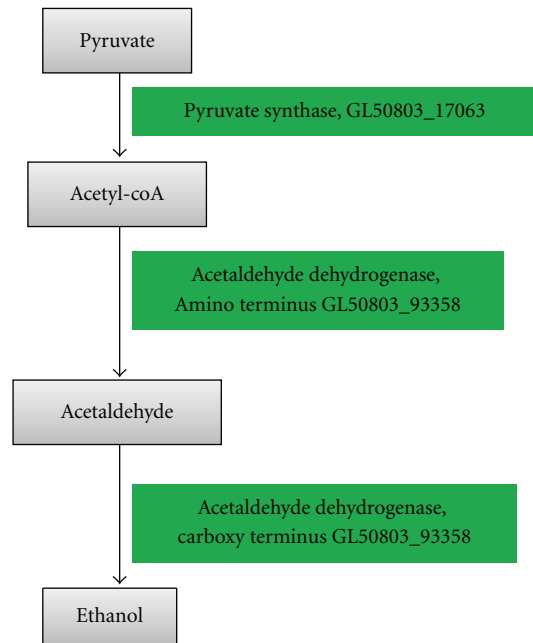 Pyruvate
Pyruvate synthase, GL50803_17063
Acetyl-coA
Acetaldehyde dehydrogenase,
Amino terminus GL50803_93358
Acetaldehyde
Acetaldehyde dehydrogenase,
carboxy terminus GL50803_93358
Ethanol